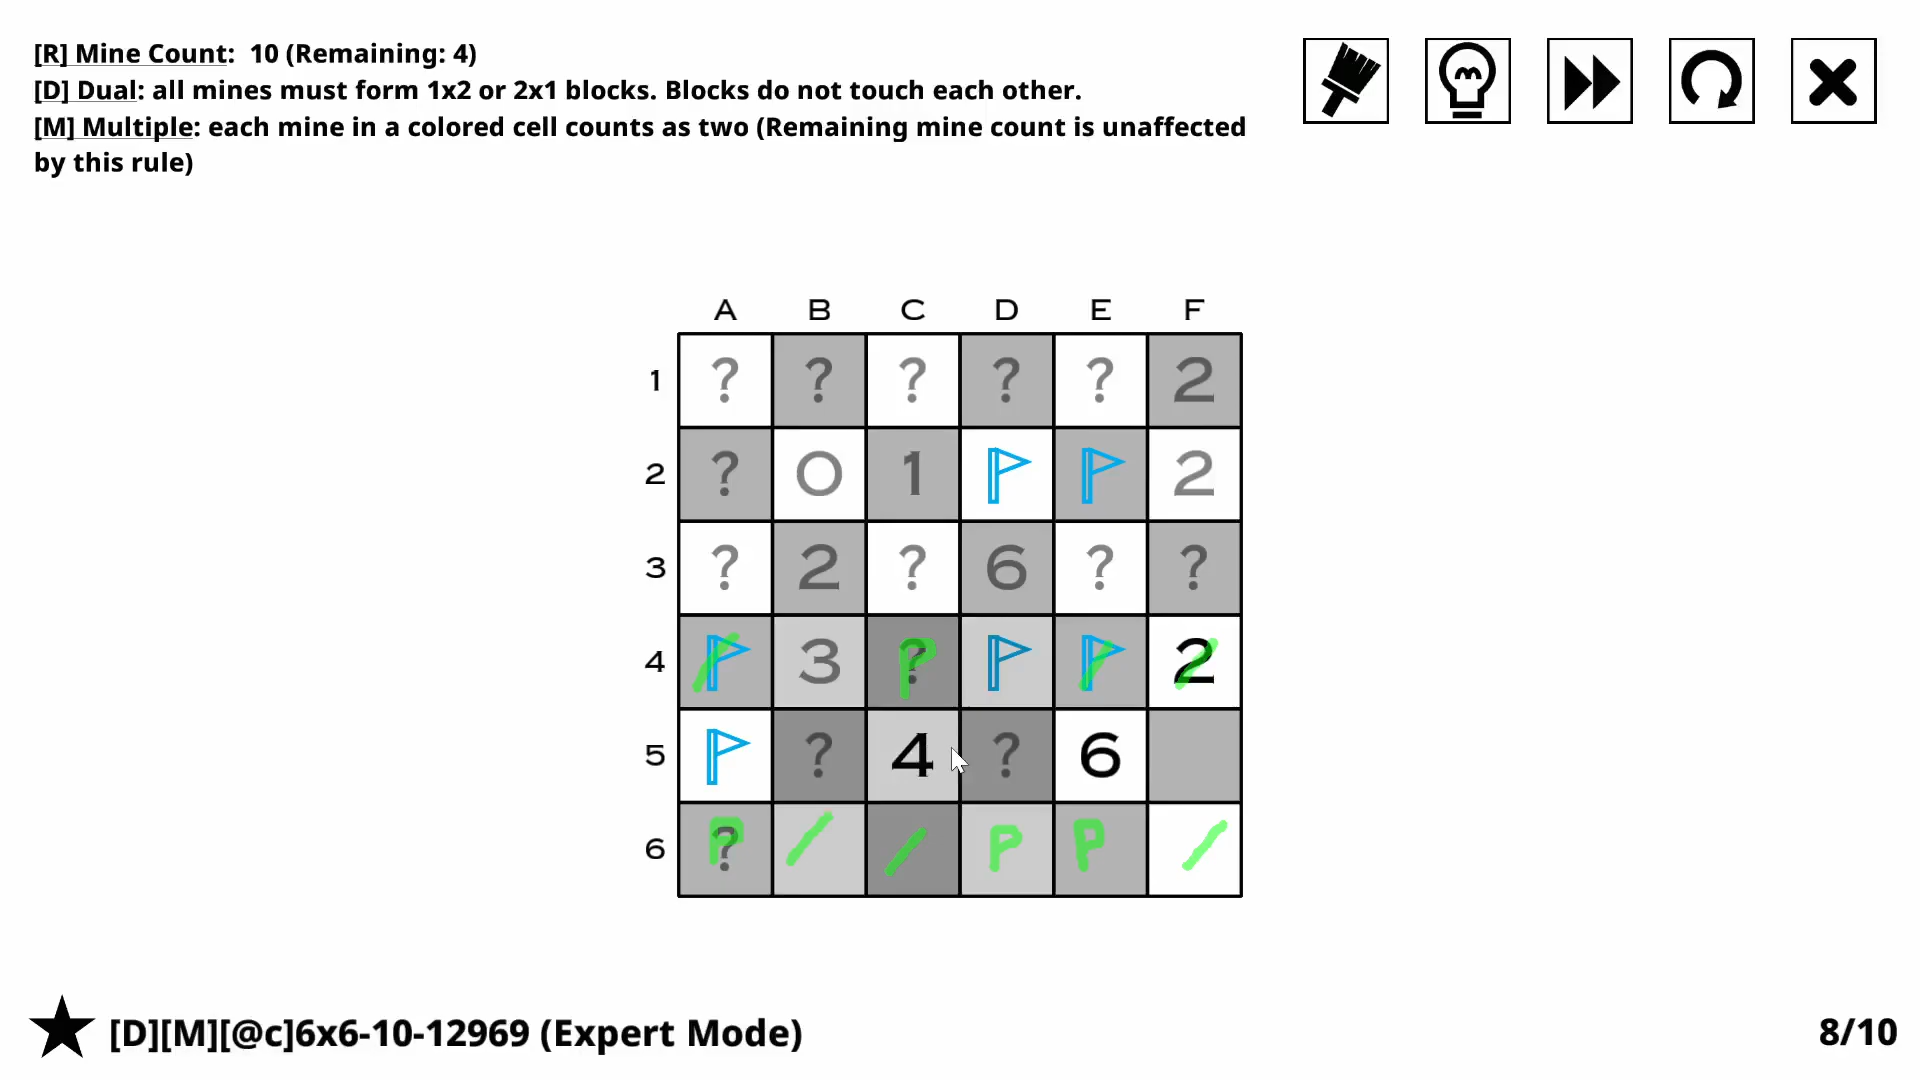 [R] Mine Count: 10 (Remaining: 4)
[D] Dual: all mines must form 1x2 or 2x1 blocks. Blocks do not touch each other.
[M] Multiple: each mine in a colored cell counts as two (Remaining mine count is unaffected
by this rule)
A B C D E F
1 ? ? ? ? ? 2
2 ? 0 1 2
3 ? 2 ? 6 ? ?
4 3 ? 2
5 ? 4 ? 6
6 P ? P P
[D][M][@c]6x6-10-12969 (Expert Mode)
8/10